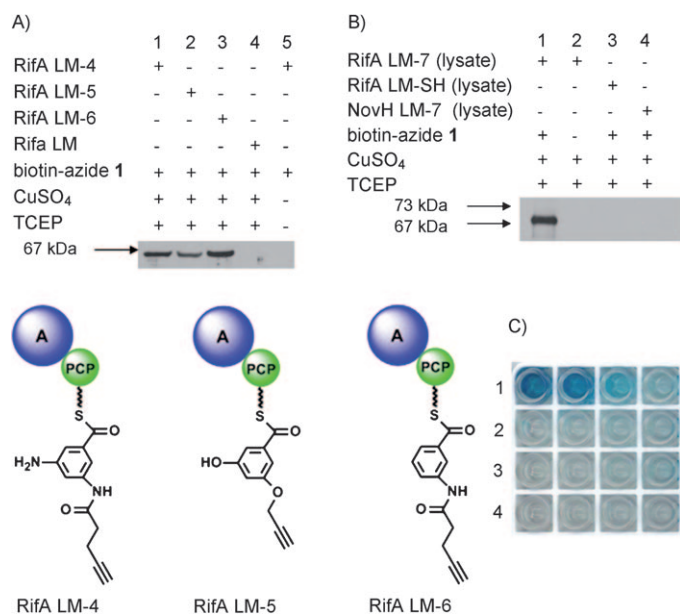 A)
1 2 3 4 5
RifA LM-4 + - - - +
RifA LM-5 - + - - -
RifA LM-6 - - + - -
Rifa LM - - - + -
biotin-azide 1 + + + + +
CuSO4 + + + + -
TCEP + + + + -
67 kDa
B)
1 2 3 4
RifA LM-7 (lysate) + + - -
RifA LM-SH (lysate) - - + -
NovH LM-7 (lysate) - - - +
biotin-azide 1 + - + +
CuSO4 + + + +
TCEP + + + +
73 kDa
67 kDa
A
PCP
S
O
H2N
NH
O
RifA LM-4
A
PCP
S
O
HO
O
RifA LM-5
A
PCP
S
O
NH
O
RifA LM-6
C)
1
2
3
4